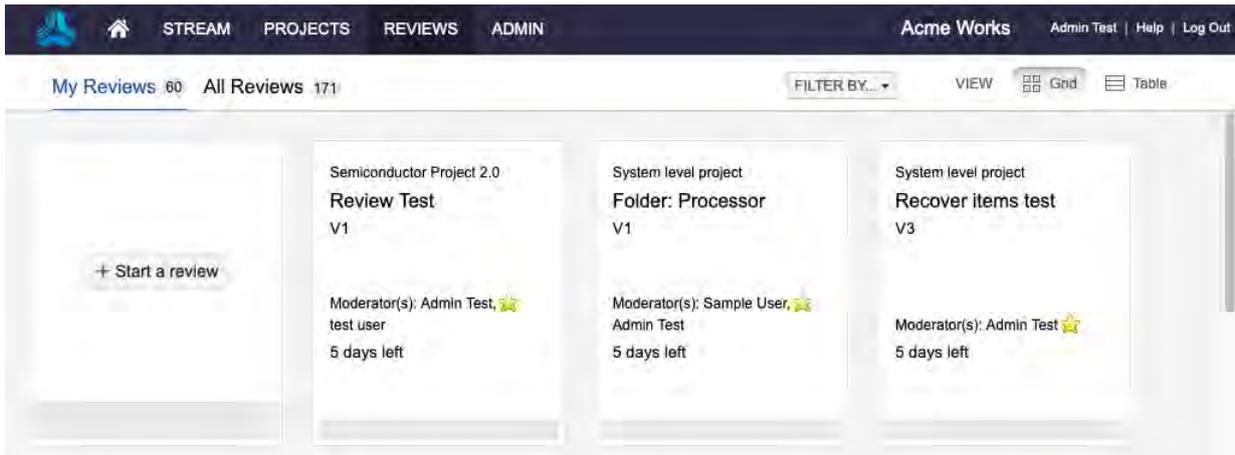 STREAM PROJECTS REVIEWS ADMIN Acme Works Admin Test | Help | Log Out
My Reviews 60 All Reviews 171 FILTER BY... VIEW Grid Table
+ Start a review
Semiconductor Project 2.0
Review Test
V1
Moderator(s): Admin Test,
test user
5 days left
System level project
Folder: Processor
V1
Moderator(s): Sample User,
Admin Test
5 days left
System level project
Recover items test
V3
Moderator(s): Admin Test
5 days left